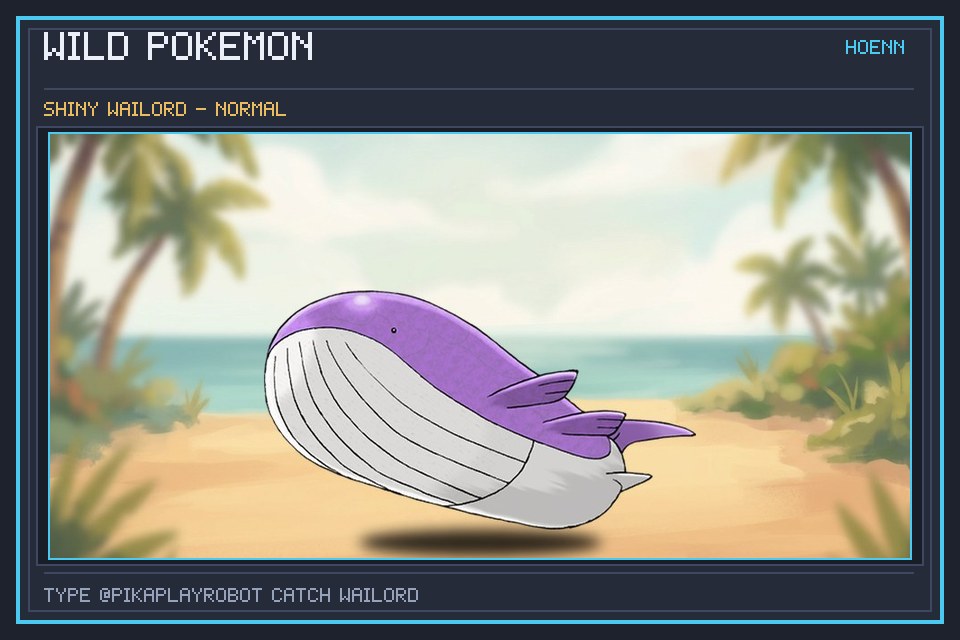 WILD POKEMON
HOENN
SHINY WAILORD - NORMAL
TYPE @PIKAPLAYROBOT CATCH WAILORD